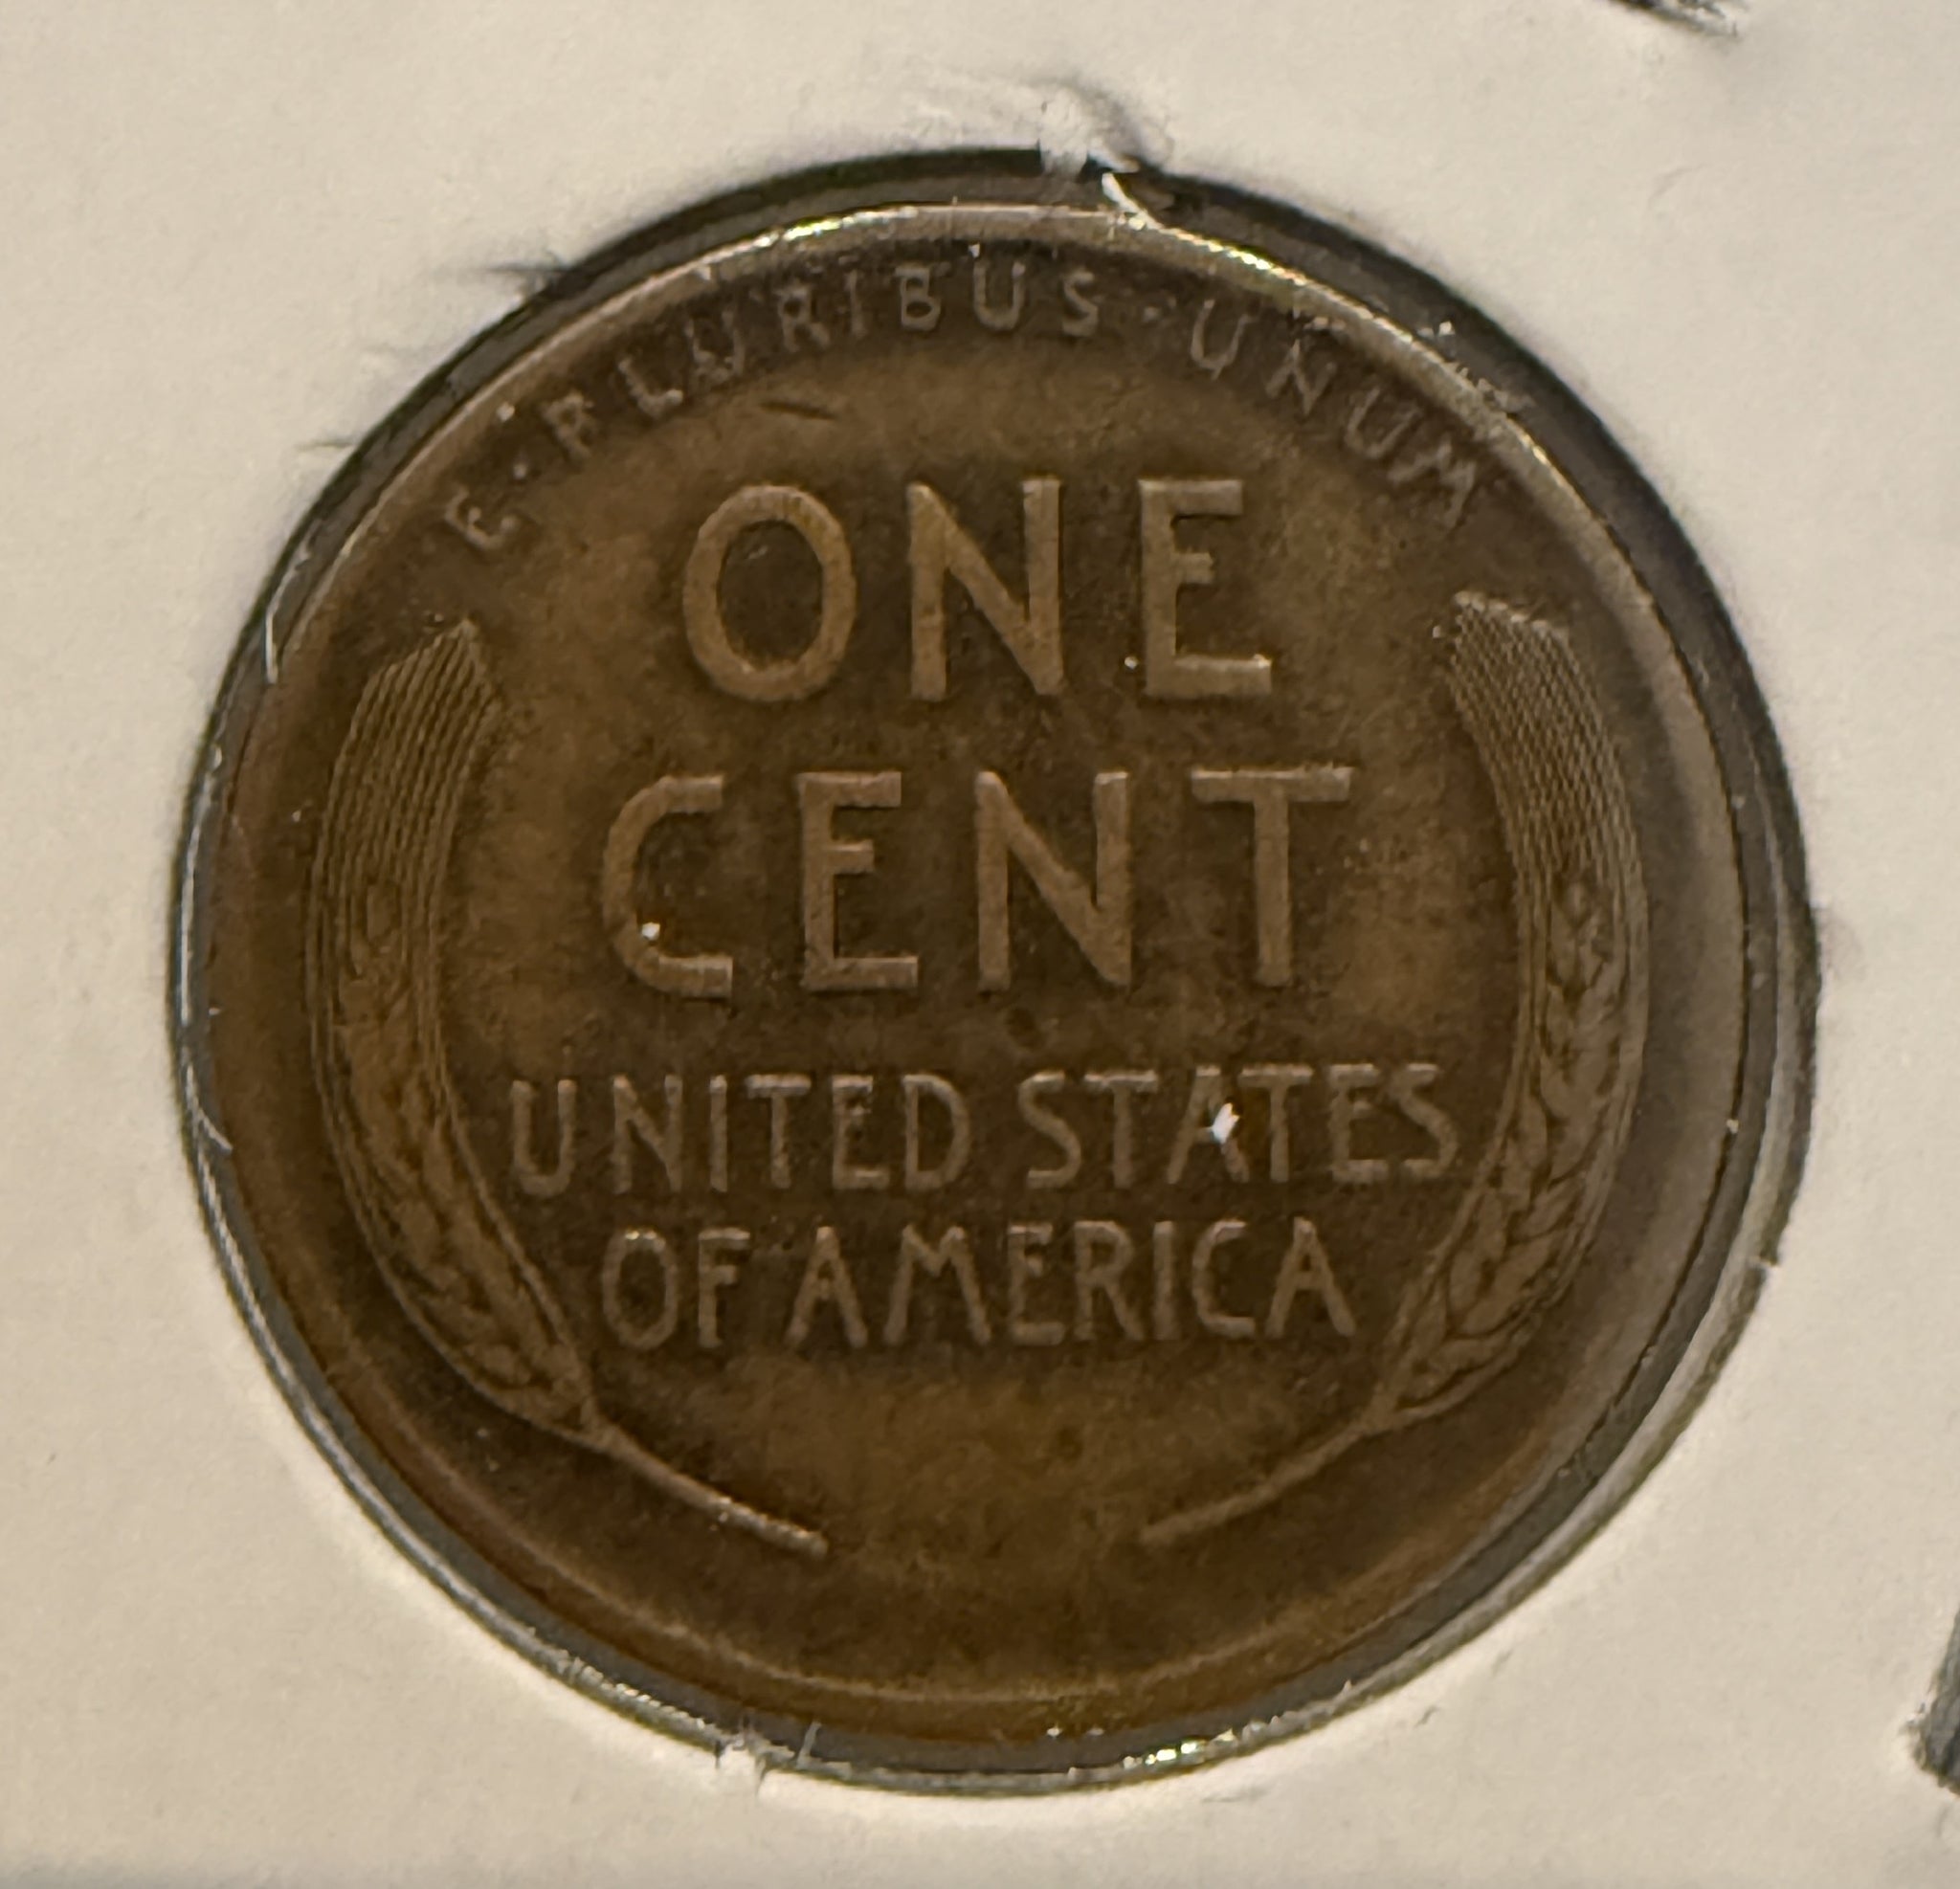 E·PLURIBUS·UNUM
ONE
CENT
UNITED STATES
OF AMERICA